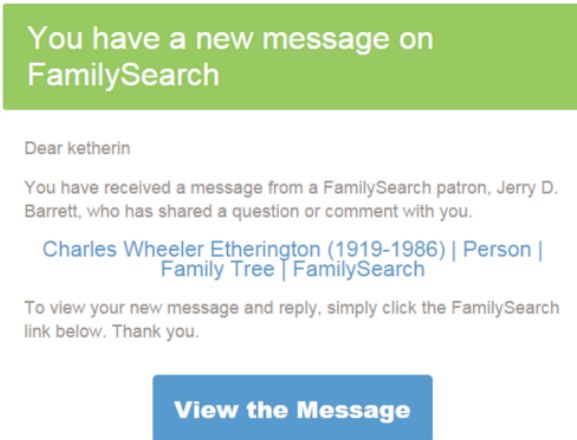 You have a new message on
FamilySearch
Dear ketherin
You have received a message from a FamilySearch patron, Jerry D.
Barrett, who has shared a question or comment with you.
Charles Wheeler Etherington (1919-1986) | Person |
Family Tree | FamilySearch
To view your new message and reply, simply click the FamilySearch
link below. Thank you.
View the Message